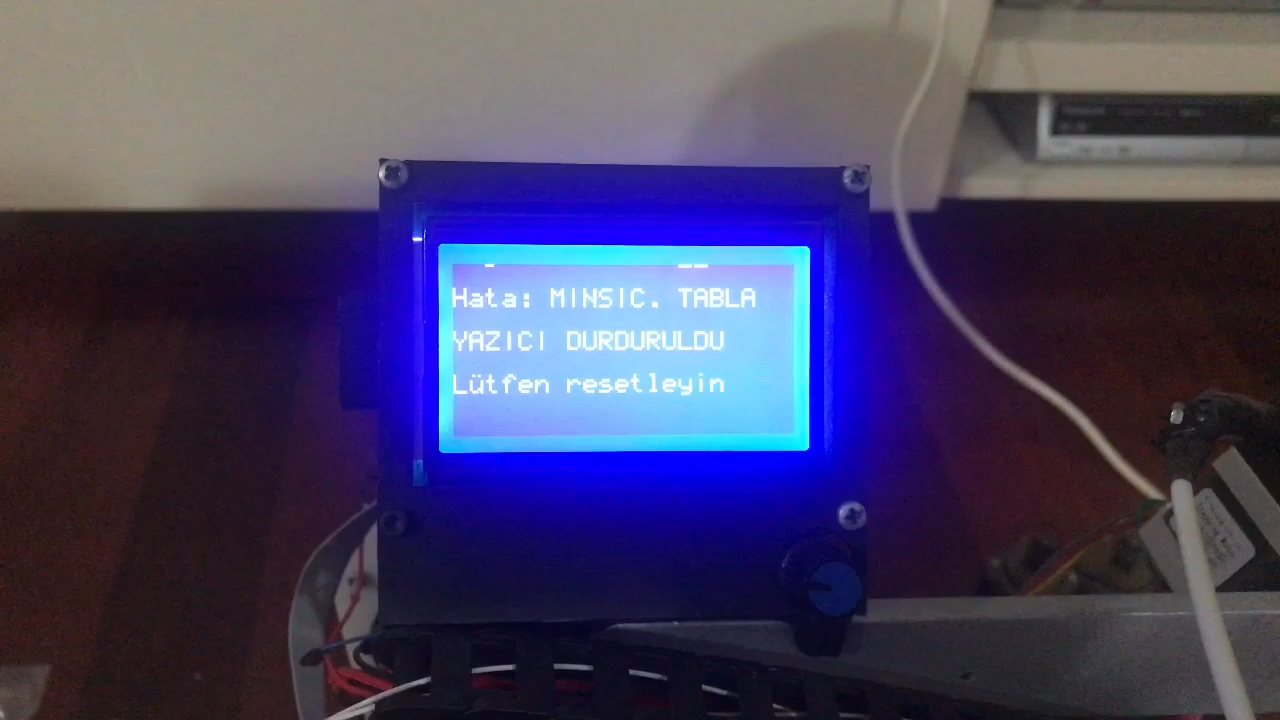 Hata: MINSIC. TABLA
YAZICI DURDURULDU
Lütfen resetleyin